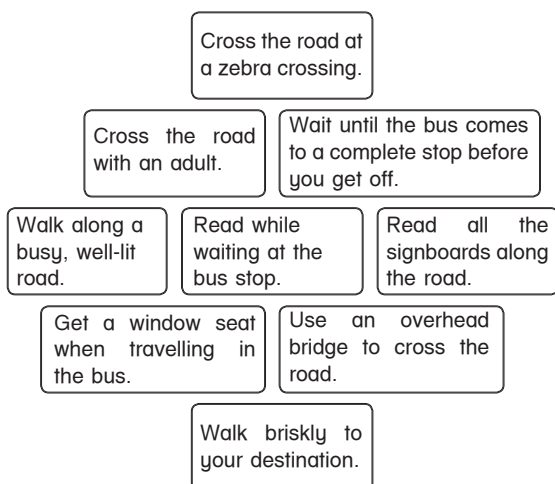 Cross the road at
a zebra crossing.
Cross the road
with an adult.
Wait until the bus comes
to a complete stop before
you get off.
Walk along a
busy, well-lit
road.
Read while
waiting at the
bus stop.
Read all the
signboards along
the road.
Get a window seat
when travelling in
the bus.
Use an overhead
bridge to cross the
road.
Walk briskly to
your destination.